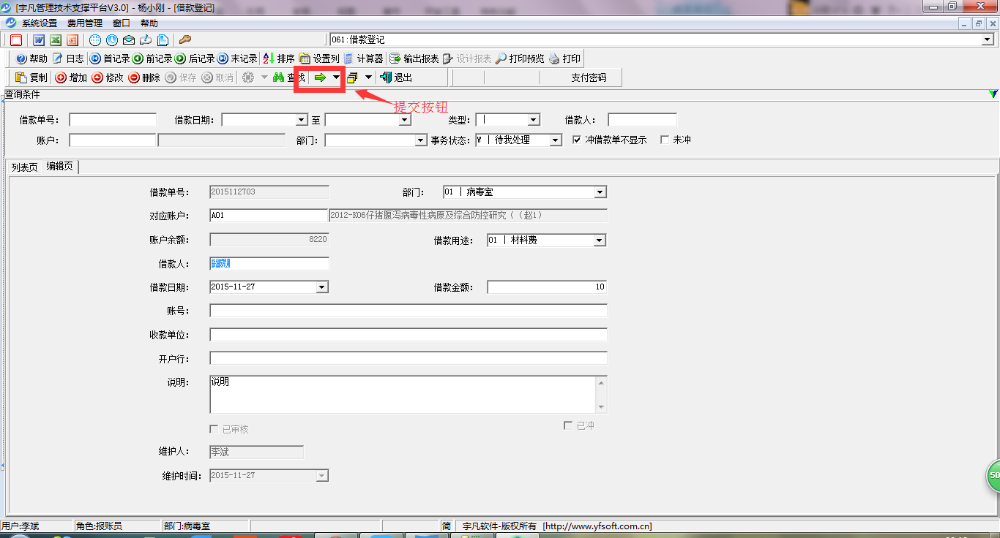 [宇凡管理技术支撑平台V3.0] - 杨小刚 - [借款登记]
系统设置 费用管理 窗口 帮助
061:借款登记
帮助 日志 首记录 前记录 后记录 末记录 排序 设置列 计算器 输出报表 设计报表 打印预览 打印
复制 增加 修改 删除 保存 取消 查找 退出 支付密码
查询条件
提交按钮
借款单号: 借款日期: 至 类型: | 借款人:
账户: 部门: 事务状态: W | 待我处理 冲借款单不显示 未冲
列表页 编辑页
借款单号: 2015112703 部门: 01 | 病毒室
对应账户: A01 2012-K06仔猪腹泻病毒性病原及综合防控研究（（赵1）
账户余额: 8220 借款用途: 01 | 材料费
借款人: 李斌
借款日期: 2015-11-27 借款金额: 10
账号:
收款单位:
开户行:
说明: 说明
已审核 已冲
维护人: 李斌
维护时间: 2015-11-27
50
用户:李斌 角色:报账员 部门:病毒室 简 宇凡软件-版权所有 [http://www.yfsoft.com.cn]